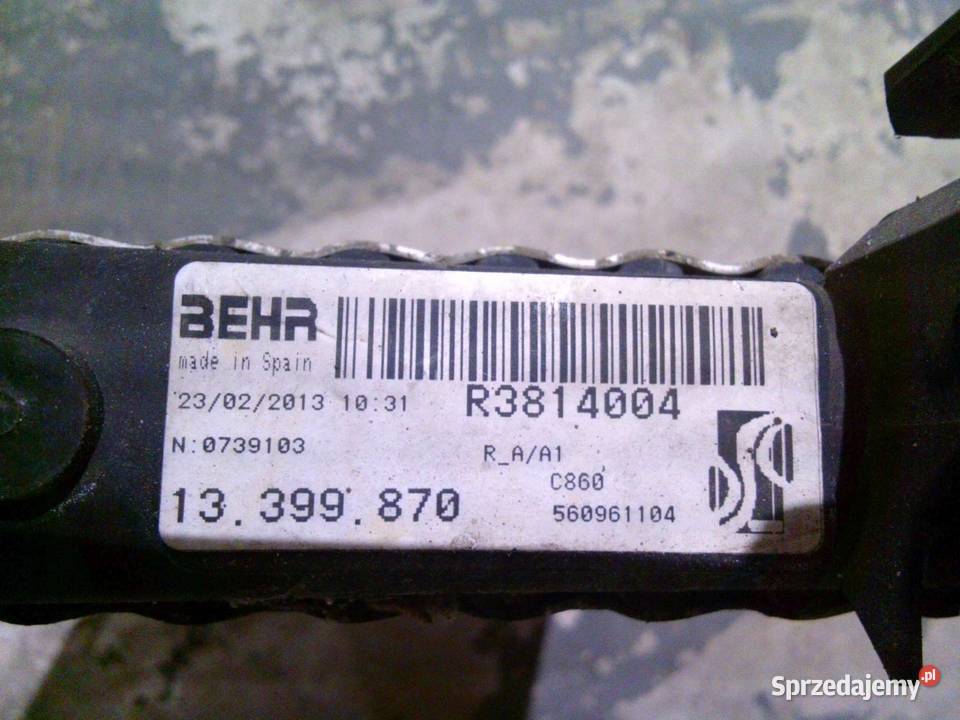 BEHR
made in Spain
23/02/2013 10:31
R3814004
N:0739103
R_A/A1
C860
13.399.870
560961104
Sprzedajemy.pl